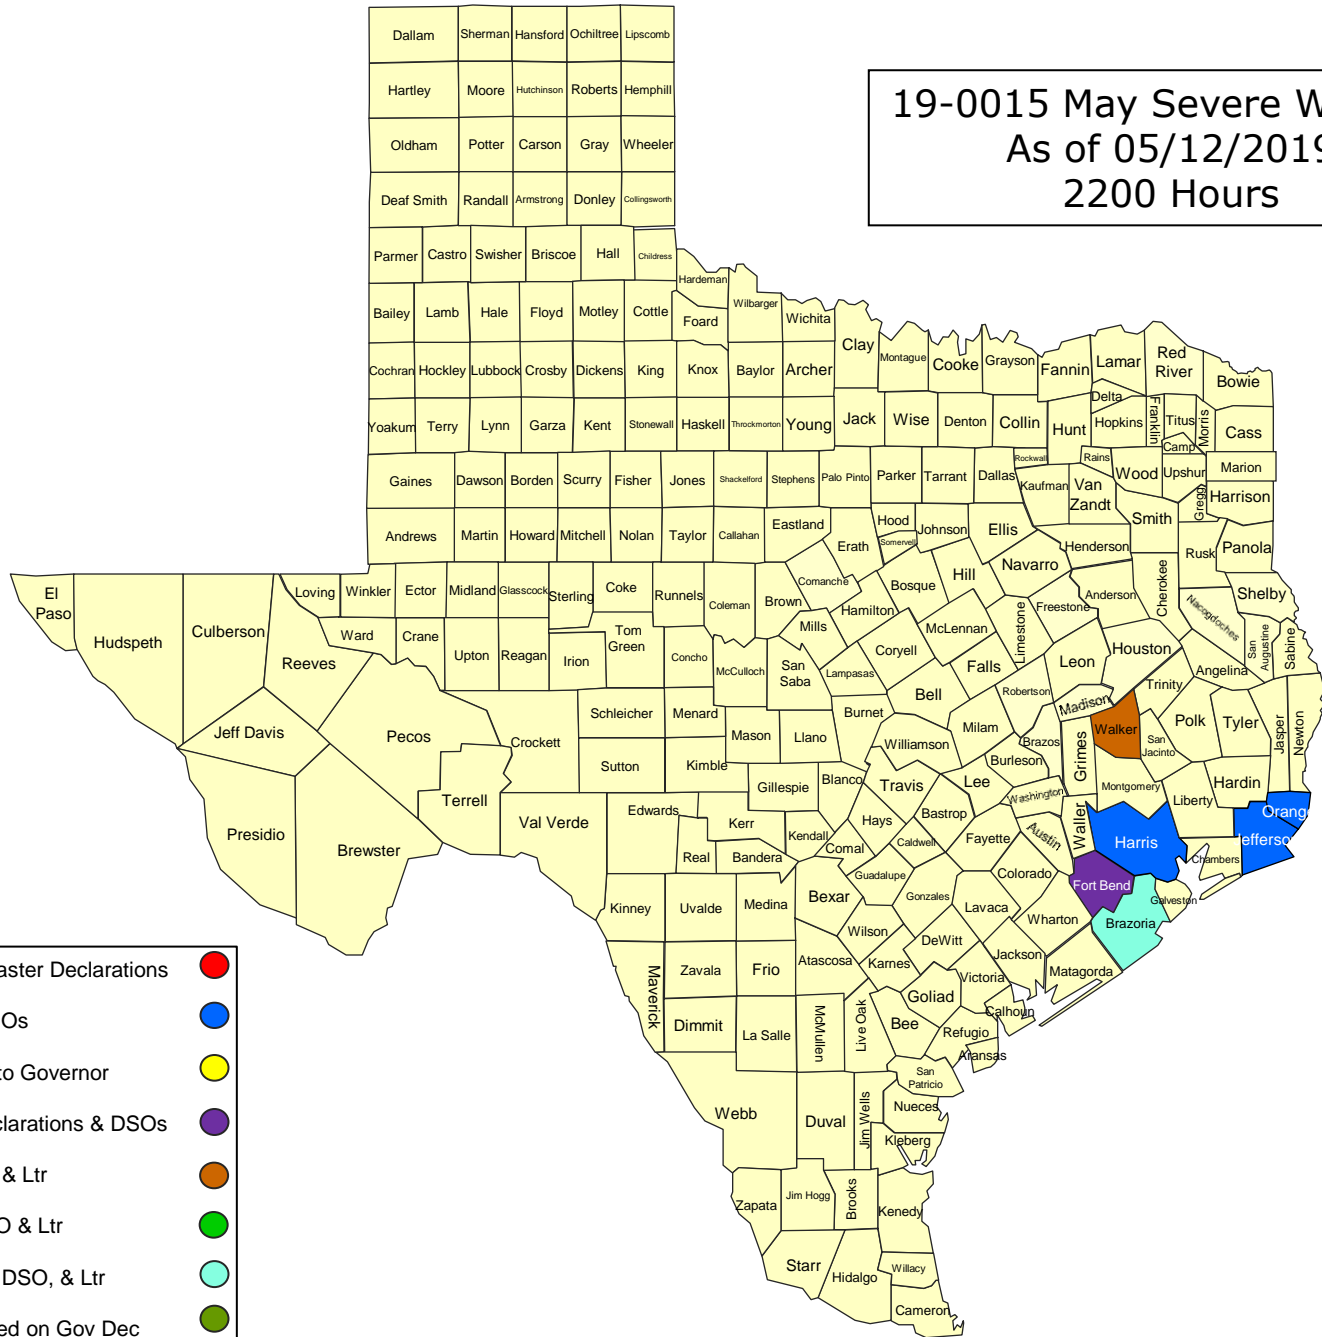 19-0015 May Severe W
As of 05/12/2019
2200 Hours
Dallam Sherman Hansford Ochiltree Lipscomb
Hartley Moore Hutchinson Roberts Hemphill
Oldham Potter Carson Gray Wheeler
Deaf Smith Randall Armstrong Donley Collingsworth
Parmer Castro Swisher Briscoe Hall Childress
Hardeman
Bailey Lamb Hale Floyd Motley Cottle Foard Wilbarger Wichita
Clay Montague Cooke Grayson Fannin Lamar Red River Bowie
Cochran Hockley Lubbock Crosby Dickens King Knox Baylor Archer
Delta
Yoakum Terry Lynn Garza Kent Stonewall Haskell Throckmorton Young Jack Wise Denton Collin Hunt Hopkins Franklin Titus Morris Cass
Camp
Rockwall Rains Wood Upshur Marion
Gaines Dawson Borden Scurry Fisher Jones Shackelford Stephens Palo Pinto Parker Tarrant Dallas Kaufman Van Zandt Gregg Harrison
Andrews Martin Howard Mitchell Nolan Taylor Callahan Eastland Erath Hood Somervell Johnson Ellis Henderson Smith Rusk Panola
El Paso Hudspeth Culberson Loving Winkler Ector Midland Glasscock Sterling Coke Runnels Coleman Brown Comanche Hamilton Bosque Hill Navarro Freestone Anderson Cherokee Nacogdoches Shelby
Reeves Ward Crane Upton Reagan Irion Tom Green Concho McCulloch San Saba Mills Lampasas Coryell McLennan Limestone Falls Leon Houston Angelina San Augustine Sabine
Jeff Davis Pecos Crockett Schleicher Menard Mason Llano Burnet Bell Milam Robertson Madison Trinity Walker San Jacinto Polk Tyler Jasper Newton
Presidio Brewster Terrell Val Verde Sutton Kimble Gillespie Blanco Williamson Travis Lee Burleson Brazos Grimes Washington Montgomery Liberty Hardin Orange
Edwards Kerr Real Bandera Kendall Comal Hays Caldwell Bastrop Fayette Austin Waller Harris Chambers Jefferson
Kinney Uvalde Medina Bexar Guadalupe Gonzales Lavaca Colorado Fort Bend Galveston
Wilson Wharton Brazoria
Maverick Zavala Frio Atascosa Karnes DeWitt Jackson Matagorda
Dimmit La Salle McMullen Live Oak Bee Goliad Victoria Calhoun
Refugio
Aransas
San Patricio
Webb Duval Jim Wells Nueces
Kleberg
Zapata Jim Hogg Brooks Kenedy
Starr Hidalgo Willacy
Cameron
aster Declarations
Os
to Governor
clarations & DSOs
& Ltr
O & Ltr
DSO, & Ltr
ed on Gov Dec